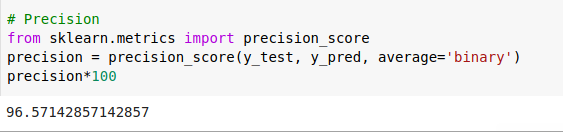 # Precision
from sklearn.metrics import precision_score
precision = precision_score(y_test, y_pred, average='binary')
precision*100
96.57142857142857